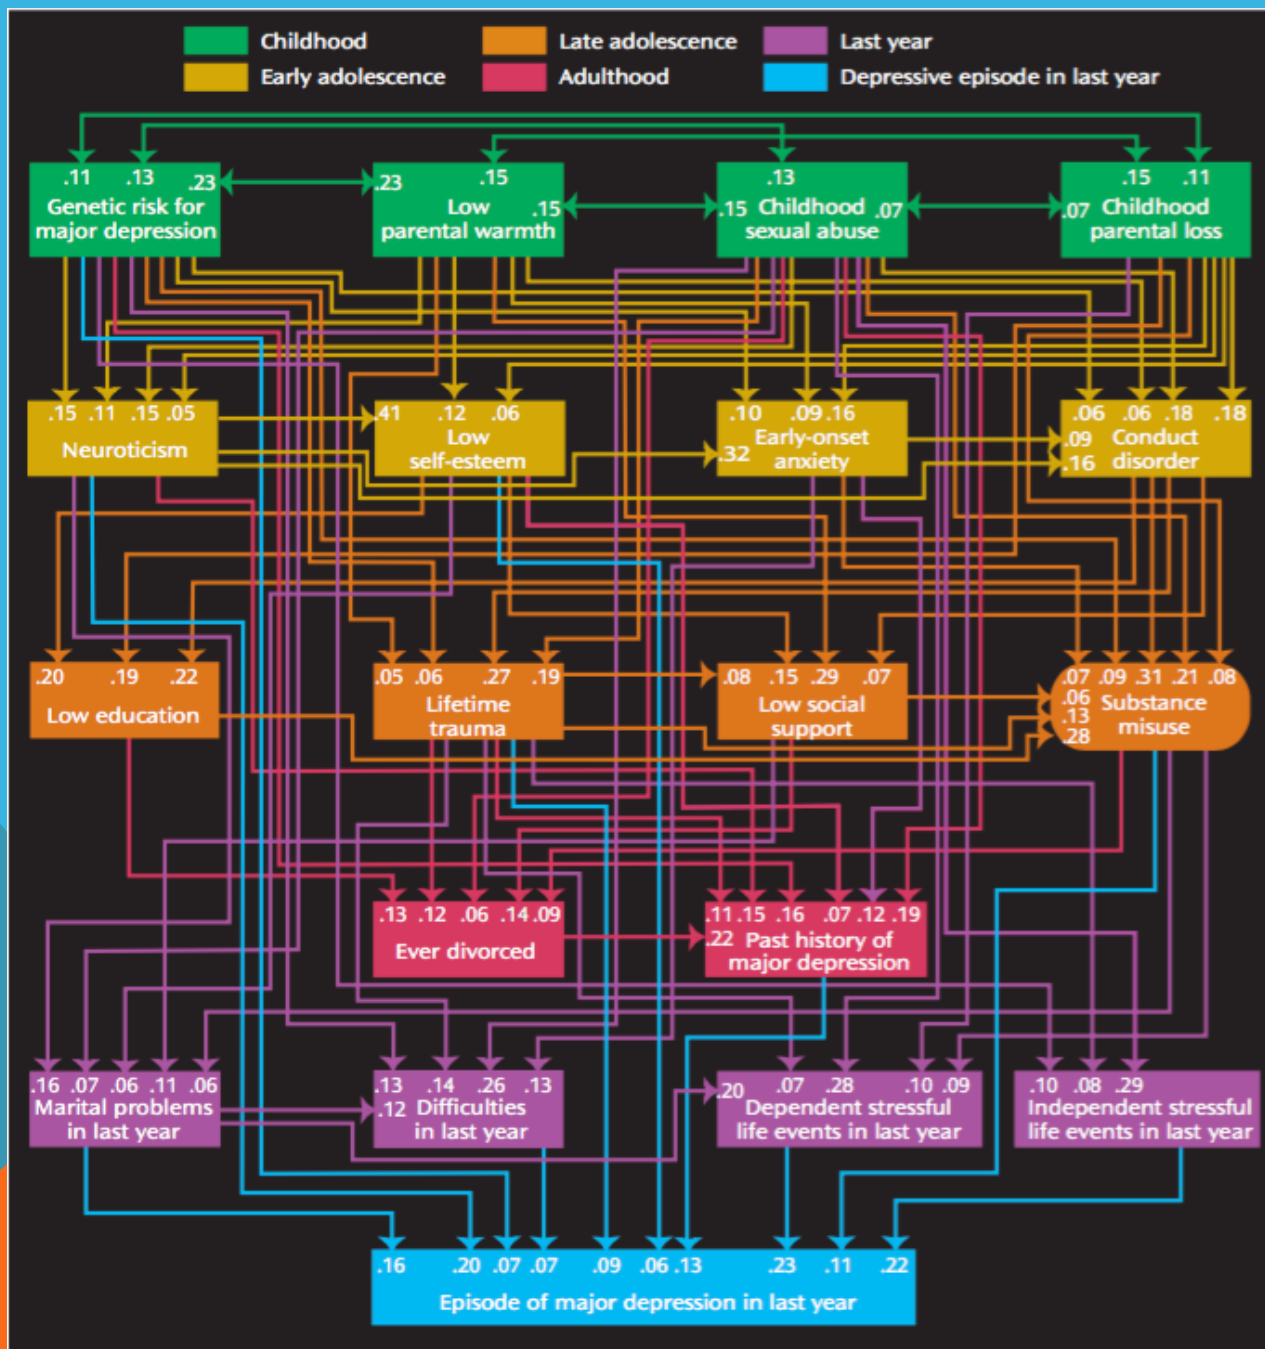 Childhood Late adolescence Last year
Early adolescence Adulthood Depressive episode in last year
.11 .13 .23
Genetic risk for
major depression
.23 .15 .15
Low
parental warmth
.13 .15 .07
Childhood
sexual abuse
.15 .11 .07
Childhood
parental loss
.15 .11 .15 .05
Neuroticism
.41 .12 .06
Low
self-esteem
.10 .09 .16
.32
Early-onset
anxiety
.06 .06 .18 .18
.09 Conduct
.16 disorder
.20 .19 .22
Low education
.05 .06 .27 .19
Lifetime
trauma
.08 .15 .29 .07
Low social
support
.07 .09 .31 .21 .08
.06 Substance
.13 misuse
.28
.13 .12 .06 .14 .09
Ever divorced
.11 .15 .16 .07 .12 .19
.22 Past history of
major depression
.16 .07 .06 .11 .06
Marital problems
in last year
.13 .14 .26 .13
.12 Difficulties
in last year
.20 .07 .28 .10 .09
Dependent stressful
life events in last year
.10 .08 .29
Independent stressful
life events in last year
.16 .20 .07 .07 .09 .06 .13 .23 .11 .22
Episode of major depression in last year